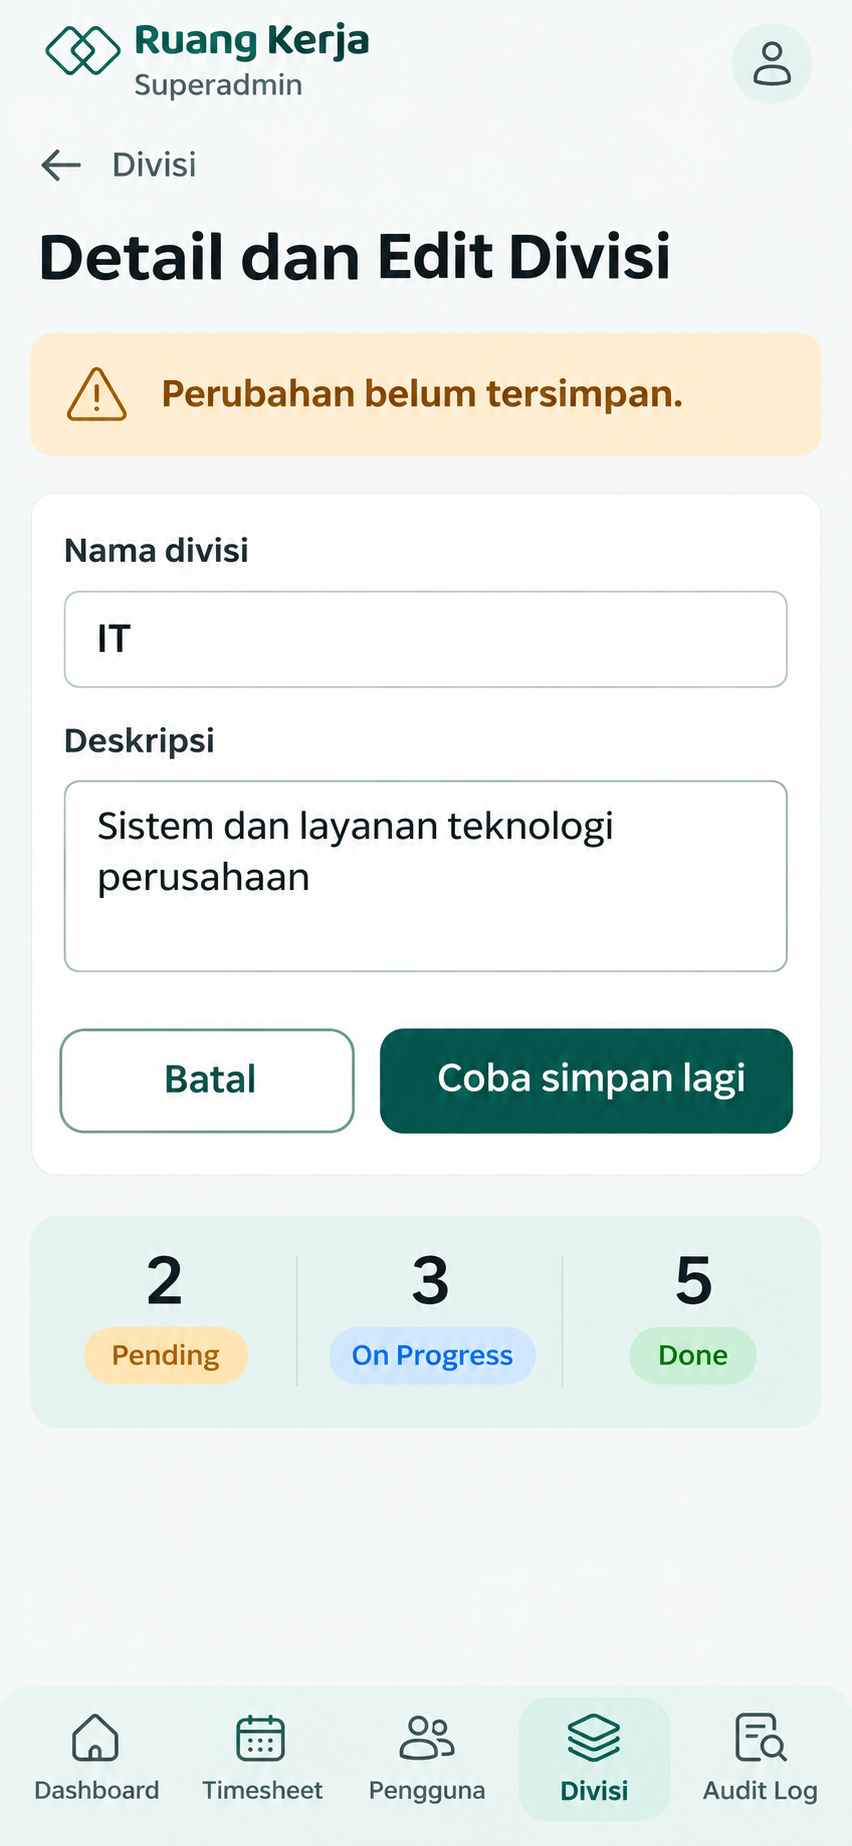 Ruang Kerja
Superadmin
Divisi
Detail dan Edit Divisi
Perubahan belum tersimpan.
Nama divisi
IT
Deskripsi
Sistem dan layanan teknologi
perusahaan
Batal
Coba simpan lagi
2
3
5
Pending
On Progress
Done
Dashboard
Timesheet
Pengguna
Divisi
Audit Log